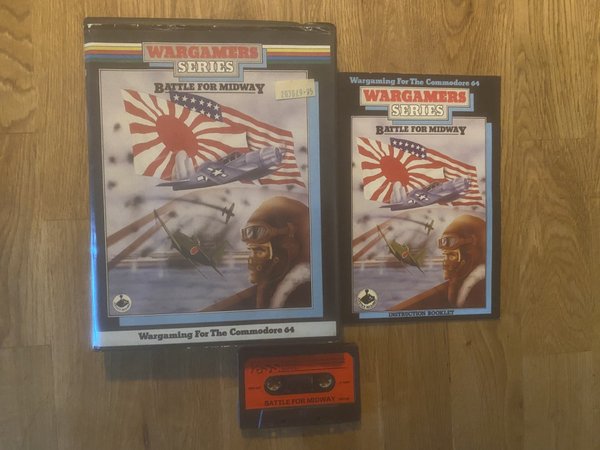 WARGAMERS
SERIES
BATTLE FOR MIDWAY
Wargaming For The Commodore 64
Wargaming For The Commodore 64
WARGAMERS
SERIES
BATTLE FOR MIDWAY
INSTRUCTION BOOKLET
BATTLE FOR MIDWAY